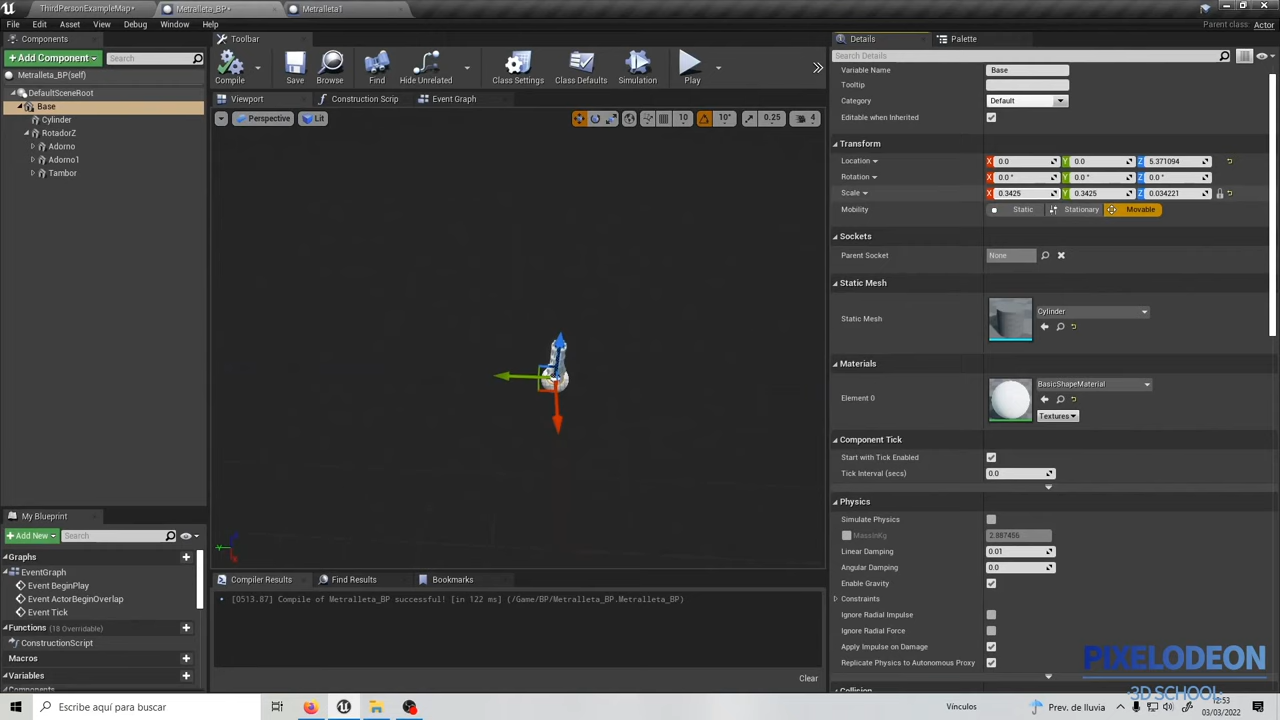 ThirdPersonExampleMap•
Metralleta_BP•
Metralleta1
File
Edit
Asset
View
Debug
Window
Help
Parent class: Actor
Components
+ Add Component
Search
Metralleta_BP(self)
DefaultSceneRoot
Base
Cylinder
RotadorZ
Adorno
Adorno1
Tambor
My Blueprint
+ Add New
Search
Graphs
EventGraph
Event BeginPlay
Event ActorBeginOverlap
Event Tick
Functions (18 Overridable)
ConstructionScript
Macros
Variables
Components
Toolbar
Compile
Save
Browse
Find
Hide Unrelated
Class Settings
Class Defaults
Simulation
Play
Viewport
Construction Scrip
Event Graph
Perspective
Lit
10
10°
0.25
4
Compiler Results
Find Results
Bookmarks
[0513.87] Compile of Metralleta_BP successful! [in 122 ms] (/Game/BP/Metralleta_BP.Metralleta_BP)
Clear
Details
Palette
Search Details
Variable Name Base
Tooltip
Category Default
Editable when Inherited
Transform
Location X 0.0 Y 0.0 Z 5.371094
Rotation X 0.0 ° Y 0.0 ° Z 0.0 °
Scale X 0.3425 Y 0.3425 Z 0.034221
Mobility Static Stationary Movable
Sockets
Parent Socket None
Static Mesh
Static Mesh Cylinder
Materials
Element 0 BasicShapeMaterial
Textures
Component Tick
Start with Tick Enabled
Tick Interval (secs) 0.0
Physics
Simulate Physics
MassInKg 2.887456
Linear Damping 0.01
Angular Damping 0.0
Enable Gravity
Constraints
Ignore Radial Impulse
Ignore Radial Force
Apply Impulse on Damage
Replicate Physics to Autonomous Proxy
Collision
PIXELODEON
3D SCHOOL
Escribe aquí para buscar
Vínculos
Prev. de lluvia
12:53
03/03/2022